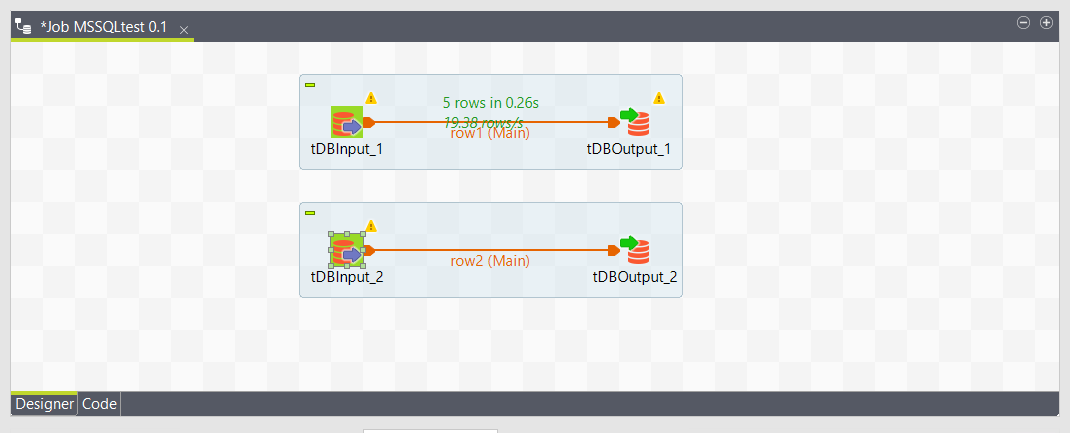 *Job MSSQLtest 0.1
5 rows in 0.26s
19.38 rows/s
row1 (Main)
tDBInput_1
tDBOutput_1
row2 (Main)
tDBInput_2
tDBOutput_2
Designer
Code